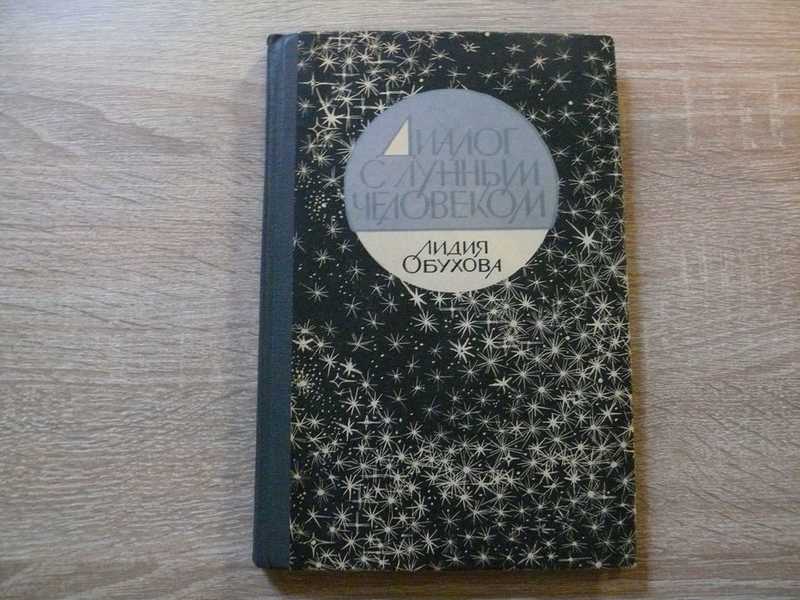 Диалог
с лунным
человеком
Лидия
Обухова